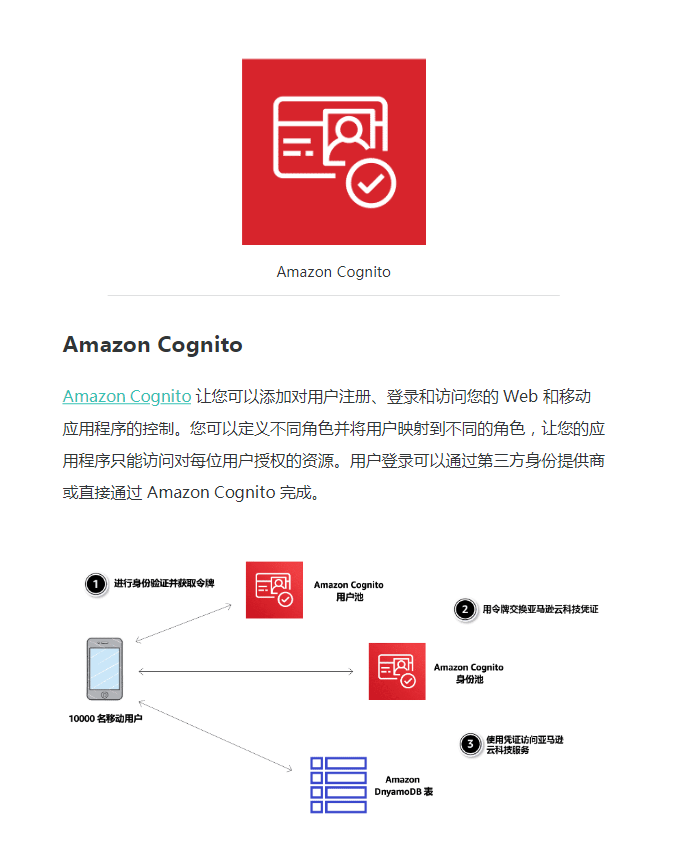 Amazon Cognito
Amazon Cognito
Amazon Cognito 让您可以添加对用户注册、登录和访问您的 Web 和移动
应用程序的控制。您可以定义不同角色并将用户映射到不同的角色，让您的应
用程序只能访问对每位用户授权的资源。用户登录可以通过第三方身份提供商
或直接通过 Amazon Cognito 完成。
1 进行身份验证并获取令牌
Amazon Cognito
用户池
2 用令牌交换亚马逊云科技凭证
Amazon Cognito
身份池
10000 名移动用户
3 使用凭证访问亚马逊
云科技服务
Amazon
DnyamoDB 表